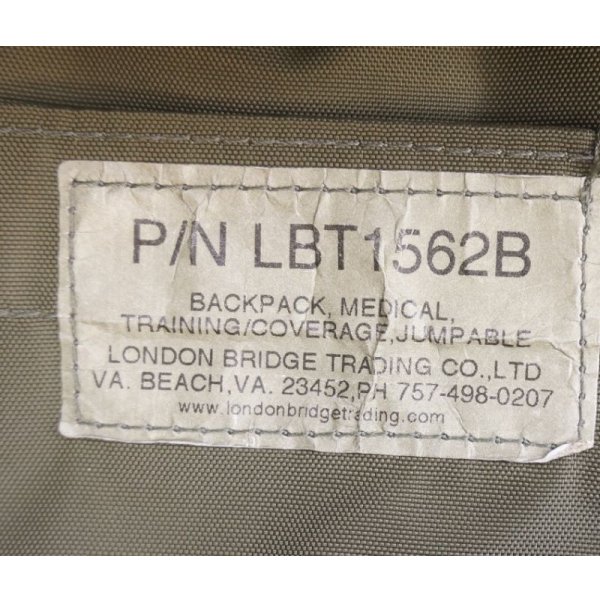 P/N LBT1562B
BACKPACK, MEDICAL,
TRAINING/COVERAGE,JUMPABLE
LONDON BRIDGE TRADING CO.,LTD
VA. BEACH,VA. 23452,PH 757-498-0207
www.londonbridgetrading.com